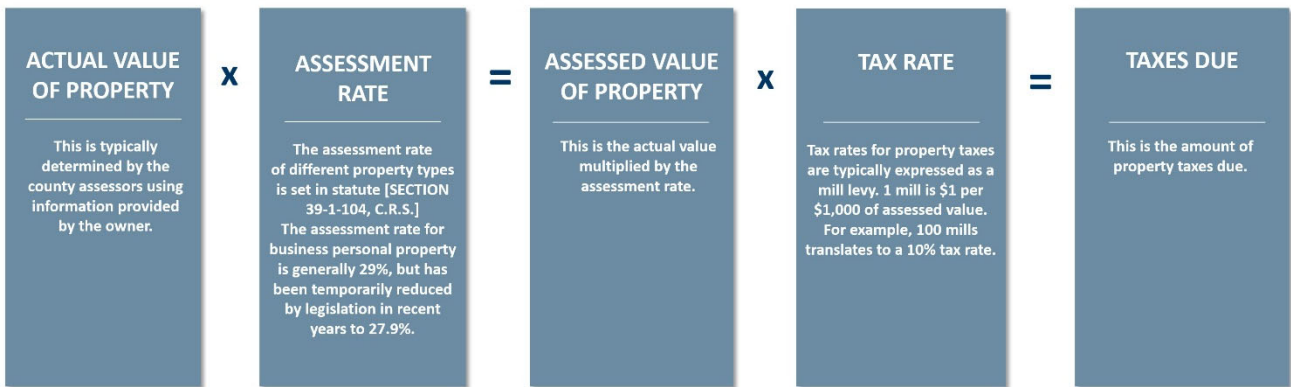 ACTUAL VALUE
OF PROPERTY
This is typically
determined by the
county assessors using
information provided
by the owner.
x
ASSESSMENT
RATE
The assessment rate
of different property types
is set in statute [SECTION
39-1-104, C.R.S.]
The assessment rate for
business personal property
is generally 29%, but has
been temporarily reduced
by legislation in recent
years to 27.9%.
=
ASSESSED VALUE
OF PROPERTY
This is the actual value
multiplied by the
assessment rate.
x
TAX RATE
Tax rates for property taxes
are typically expressed as a
mill levy. 1 mill is $1 per
$1,000 of assessed value.
For example, 100 mills
translates to a 10% tax rate.
=
TAXES DUE
This is the amount of
property taxes due.